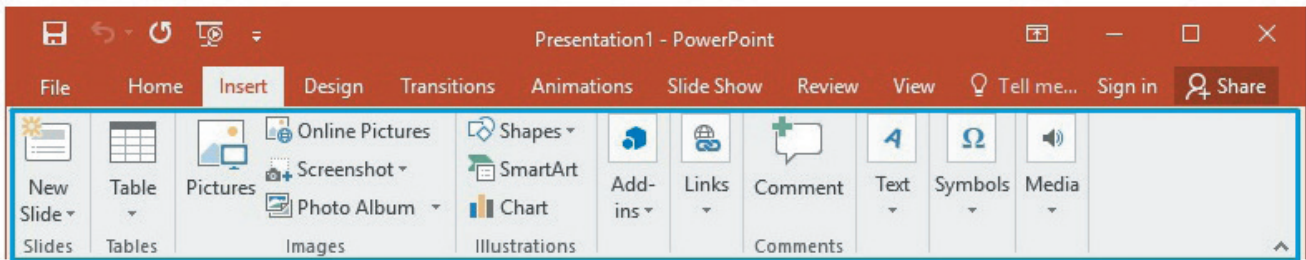 Presentation1 - PowerPoint
File Home Insert Design Transitions Animations Slide Show Review View Tell me... Sign in Share
New Slide
Table
Pictures
Online Pictures
Screenshot
Photo Album
Shapes
SmartArt
Chart
Add-
ins
Links
Comment
Text
Symbols
Media
Slides Tables Images Illustrations Comments